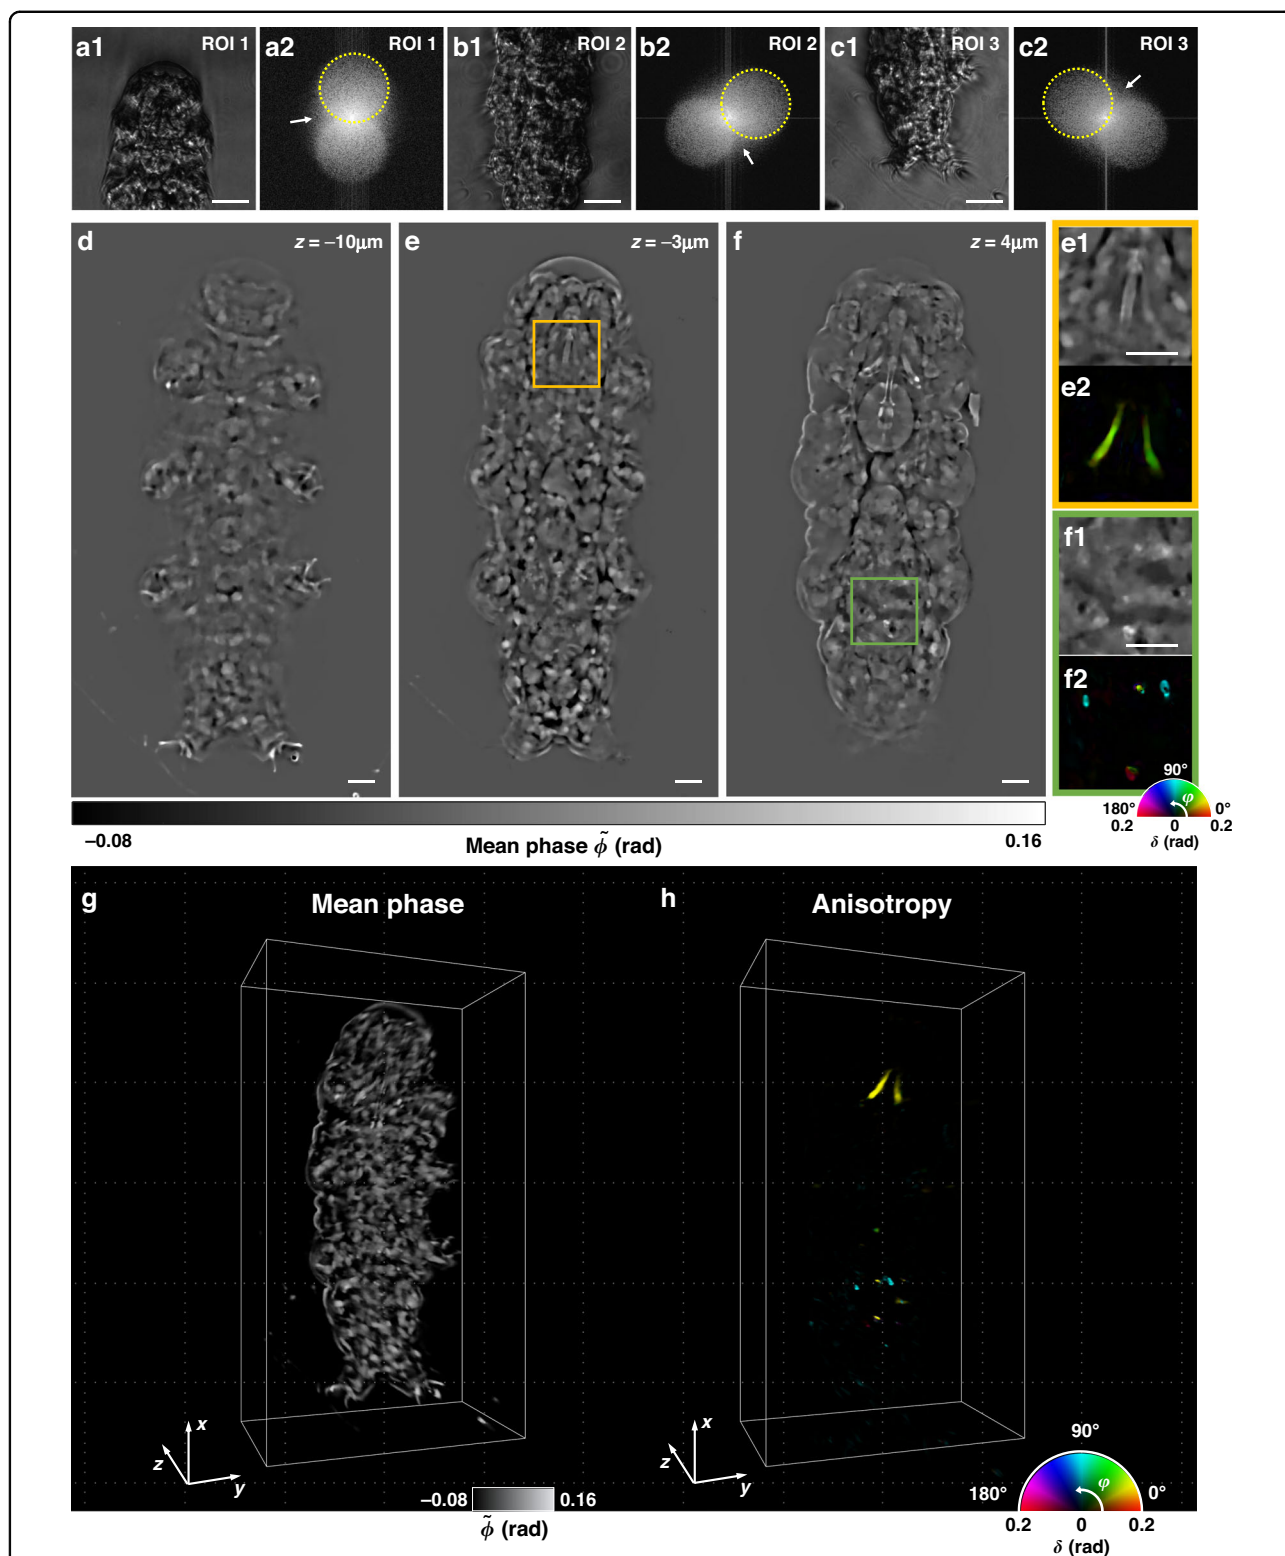 a1 ROI 1
a2 ROI 1
b1 ROI 2
b2 ROI 2
c1 ROI 3
c2 ROI 3
d z = –10μm
e z = –3μm
f z = 4μm
e1
e2
f1
f2
90°
180° φ 0°
0.2 0 0.2
δ (rad)
–0.08 Mean phase ϕ̃ (rad) 0.16
g Mean phase
h Anisotropy
x
z
y
–0.08 0.16
ϕ̃ (rad)
x
z
y
90°
180° φ 0°
0.2 0 0.2
δ (rad)